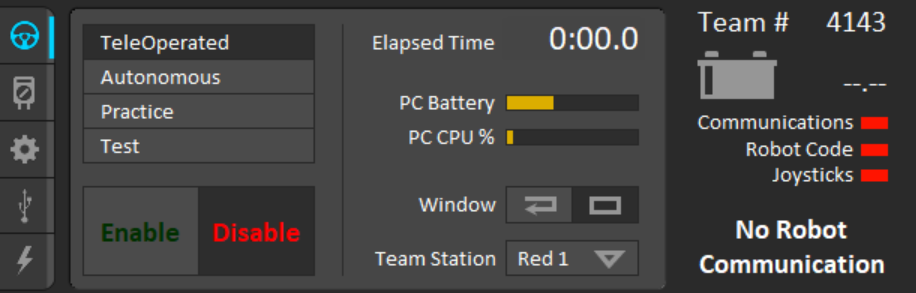 TeleOperated
Autonomous
Practice
Test
Enable
Disable
Elapsed Time 0:00.0
PC Battery
PC CPU %
Window
Team Station Red 1
Team # 4143
--.--
Communications
Robot Code
Joysticks
No Robot
Communication